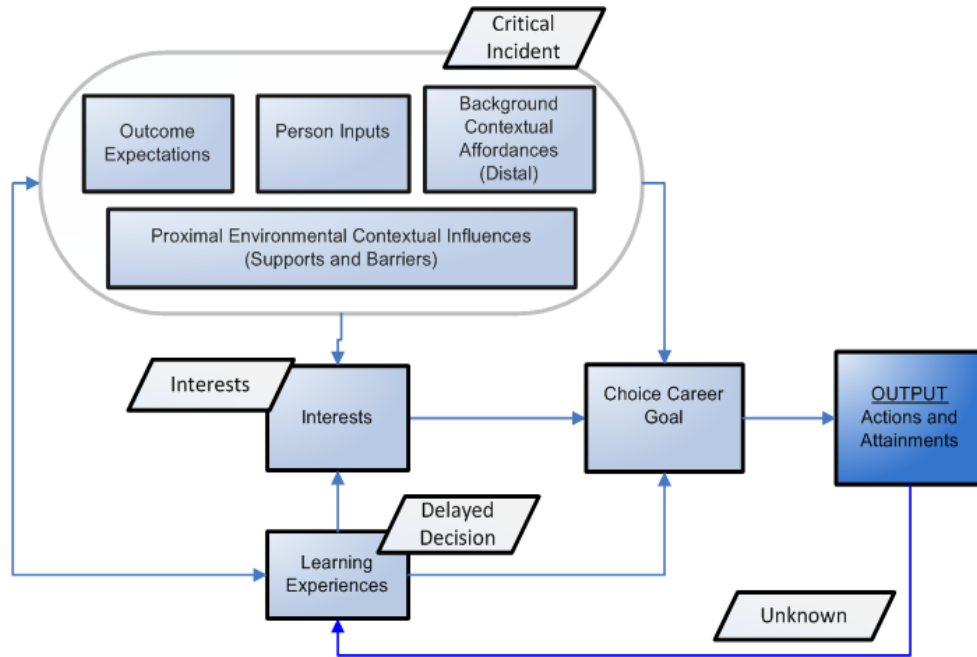 Critical
Incident
Outcome
Expectations
Person Inputs
Background
Contextual
Affordances
(Distal)
Proximal Environmental Contextual Influences
(Supports and Barriers)
Interests
Interests
Choice Career
Goal
OUTPUT
Actions and
Attainments
Delayed
Decision
Learning
Experiences
Unknown